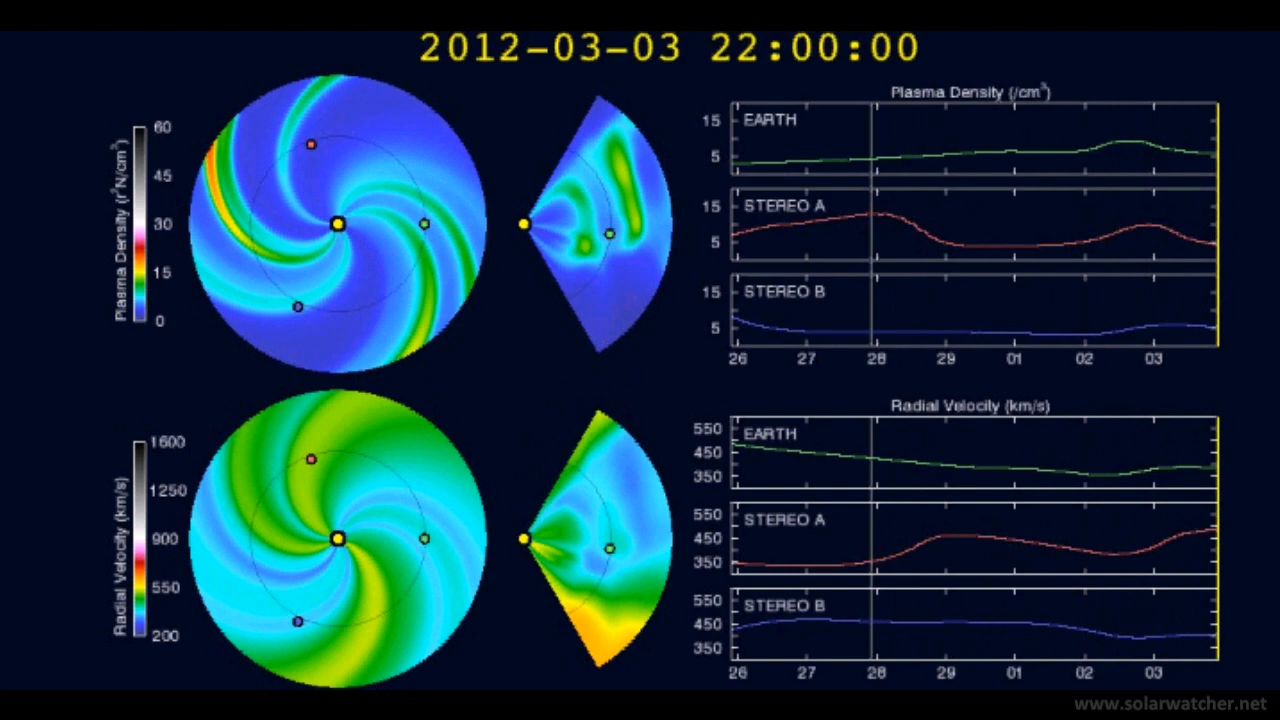 2012-03-03 22:00:00
Plasma Density (r²N/cm³)
60
45
30
15
0
Plasma Density (/cm³)
15
5
EARTH
15
5
STEREO A
15
5
STEREO B
26 27 28 29 01 02 03
Radial Velocity (km/s)
1600
1250
900
550
200
Radial Velocity (km/s)
550
450
350
EARTH
550
450
350
STEREO A
550
450
350
STEREO B
26 27 28 29 01 02 03
www.solarwatcher.net